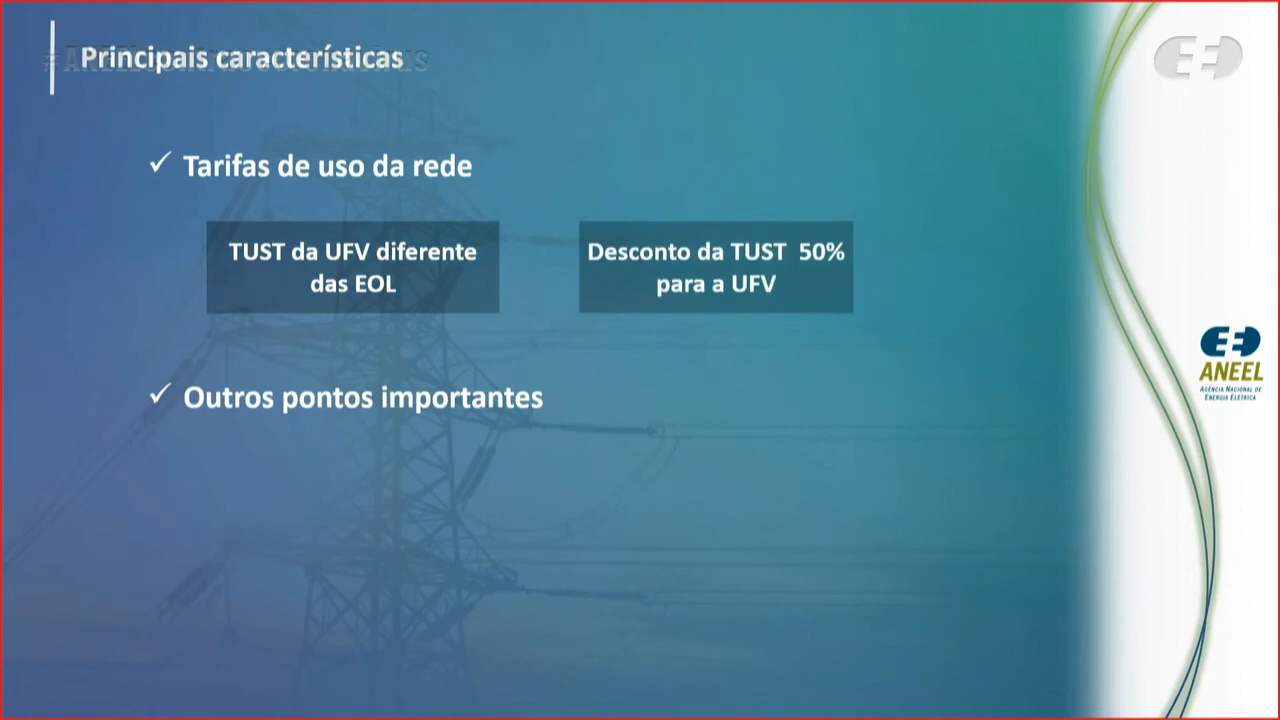 Principais características
✓ Tarifas de uso da rede
TUST da UFV diferente
das EOL
Desconto da TUST 50%
para a UFV
✓ Outros pontos importantes
ANEEL
AGÊNCIA NACIONAL DE
ENERGIA ELÉTRICA